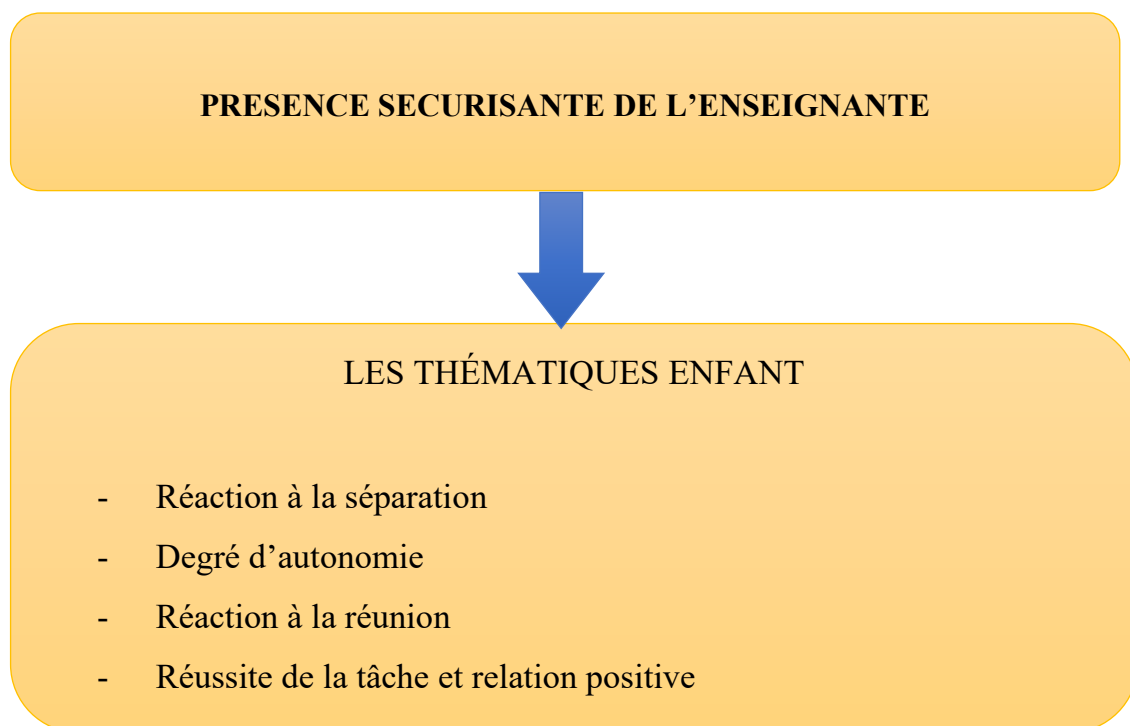 PRESENCE SECURISANTE DE L’ENSEIGNANTE
LES THÉMATIQUES ENFANT
- Réaction à la séparation
- Degré d’autonomie
- Réaction à la réunion
- Réussite de la tâche et relation positive